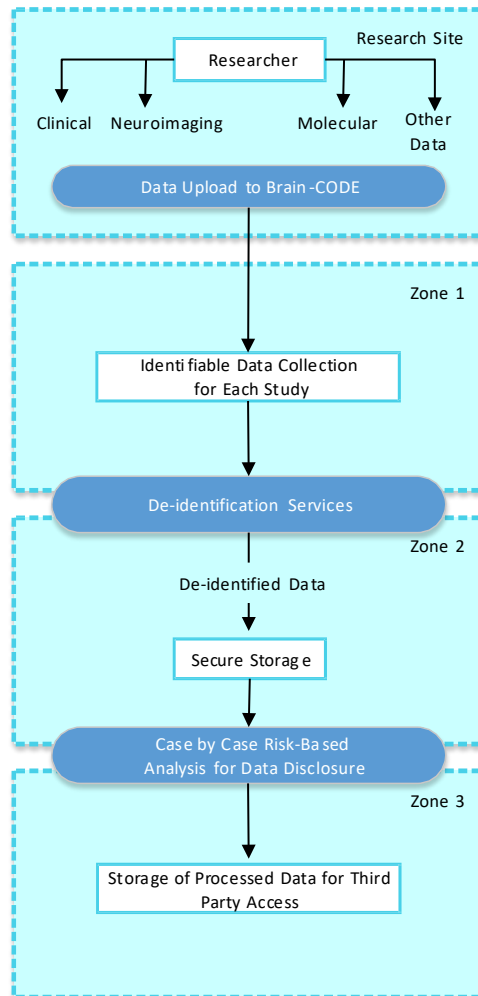 Research Site
Researcher
Clinical
Neuroimaging
Molecular
Other
Data
Data Upload to Brain-CODE
Zone 1
Identifiable Data Collection
for Each Study
De-identification Services
Zone 2
De-identified Data
Secure Storage
Case by Case Risk-Based
Analysis for Data Disclosure
Zone 3
Storage of Processed Data for Third
Party Access